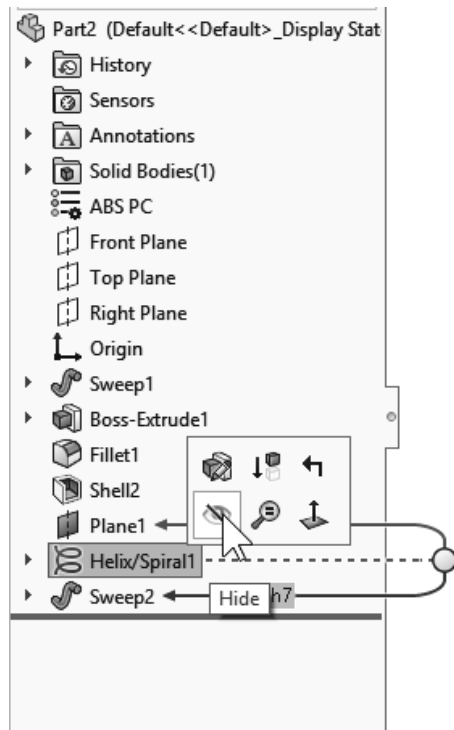 Part2 (Default<<Default>_Display Stat
History
Sensors
Annotations
Solid Bodies(1)
ABS PC
Front Plane
Top Plane
Right Plane
Origin
Sweep1
Boss-Extrude1
Fillet1
Shell2
Plane1
Helix/Spiral1
Sweep2
Hide
h7